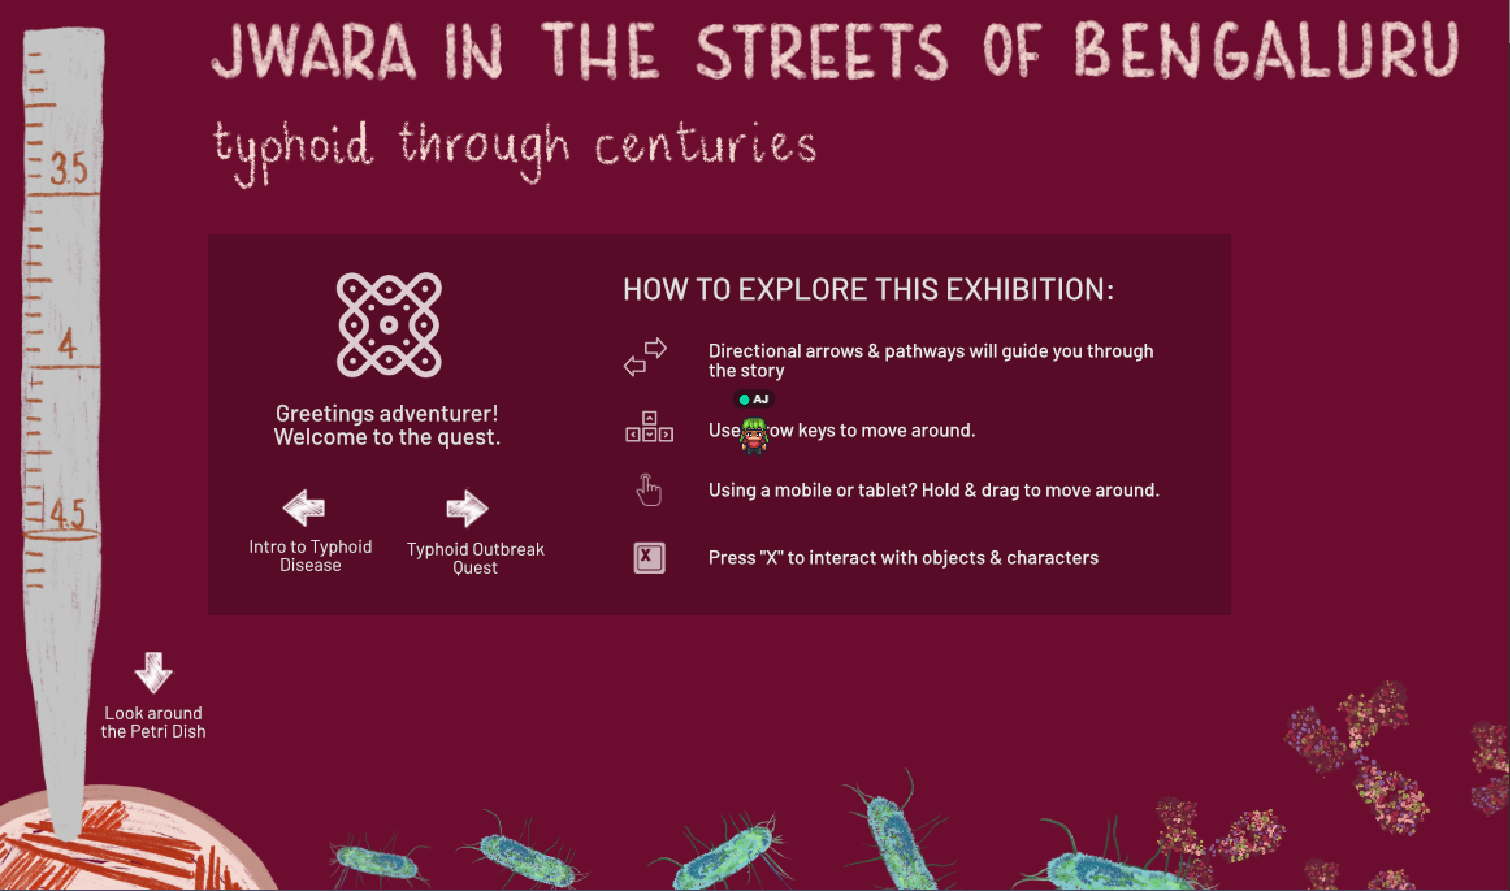 JWARA IN THE STREETS OF BENGALURU
typhoid through centuries
3.5
4
4.5
Greetings adventurer!
Welcome to the quest.
Intro to Typhoid
Disease
Typhoid Outbreak
Quest
HOW TO EXPLORE THIS EXHIBITION:
Directional arrows & pathways will guide you through
the story
AJ
Use row keys to move around.
Using a mobile or tablet? Hold & drag to move around.
X
Press "X" to interact with objects & characters
Look around
the Petri Dish